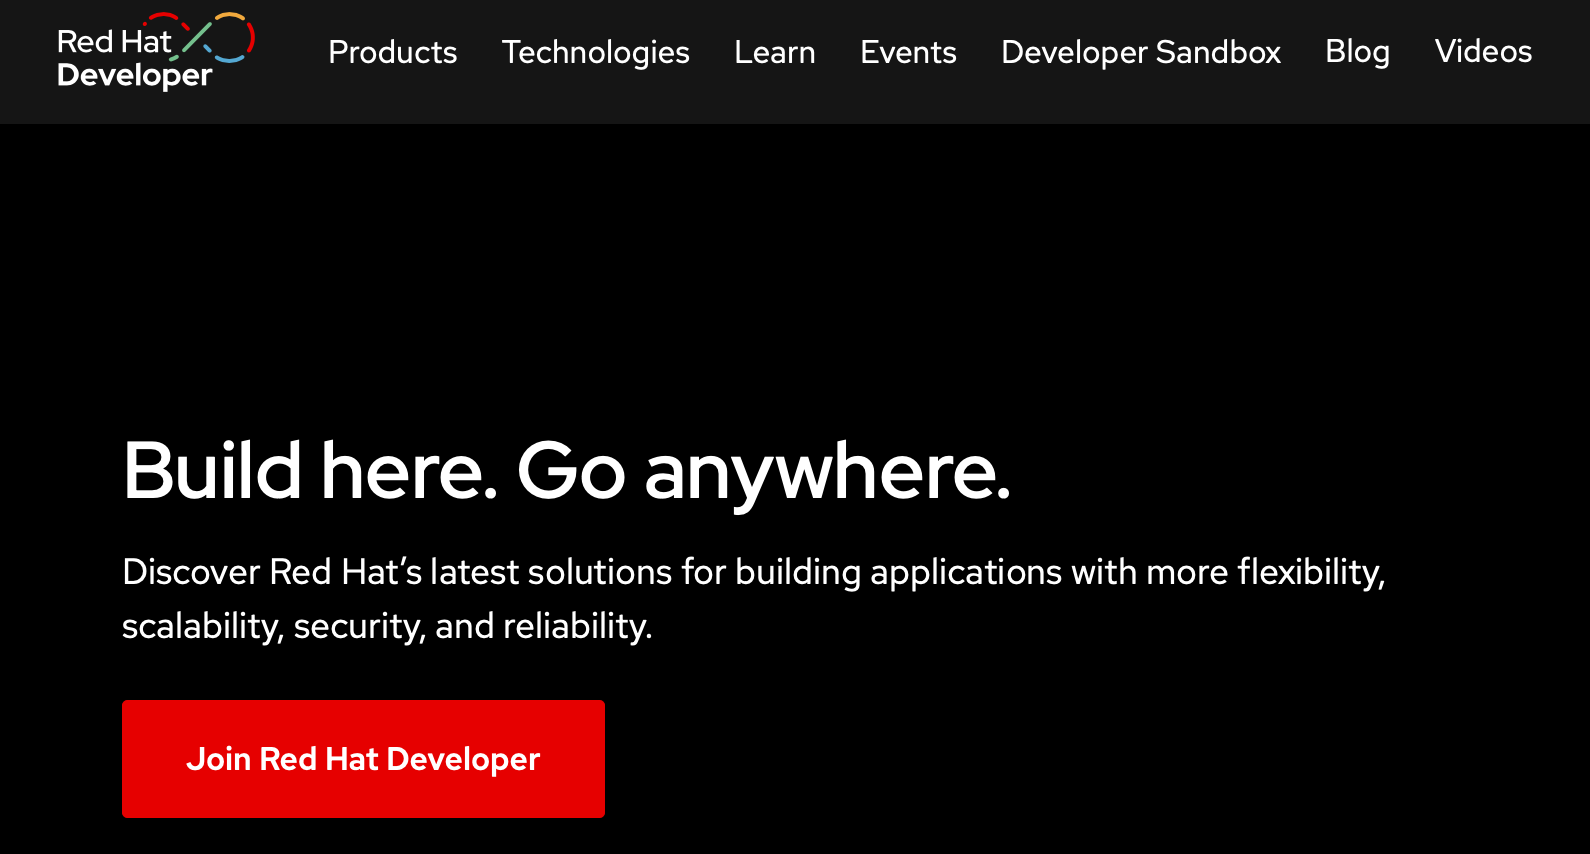 Red Hat
Developer
Products Technologies Learn Events Developer Sandbox Blog Videos
Build here. Go anywhere.
Discover Red Hat’s latest solutions for building applications with more flexibility,
scalability, security, and reliability.
Join Red Hat Developer